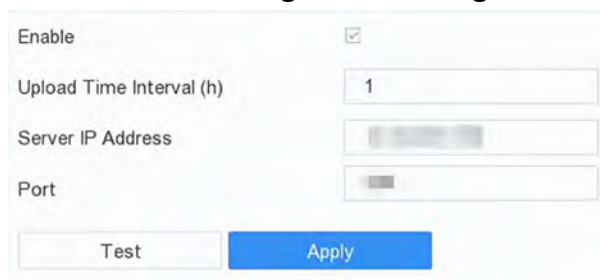 Enable
Upload Time Interval (h) 1
Server IP Address
Port
Test Apply